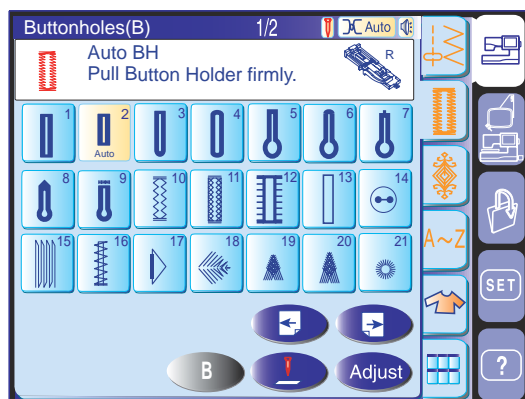 Buttonholes(B) 1/2 Auto
Auto BH R
Pull Button Holder firmly.
1 2 3 4 5 6 7
Auto
8 9 10 11 12 13 14
A~Z
15 16 17 18 19 20 21
SET
B Adjust ?